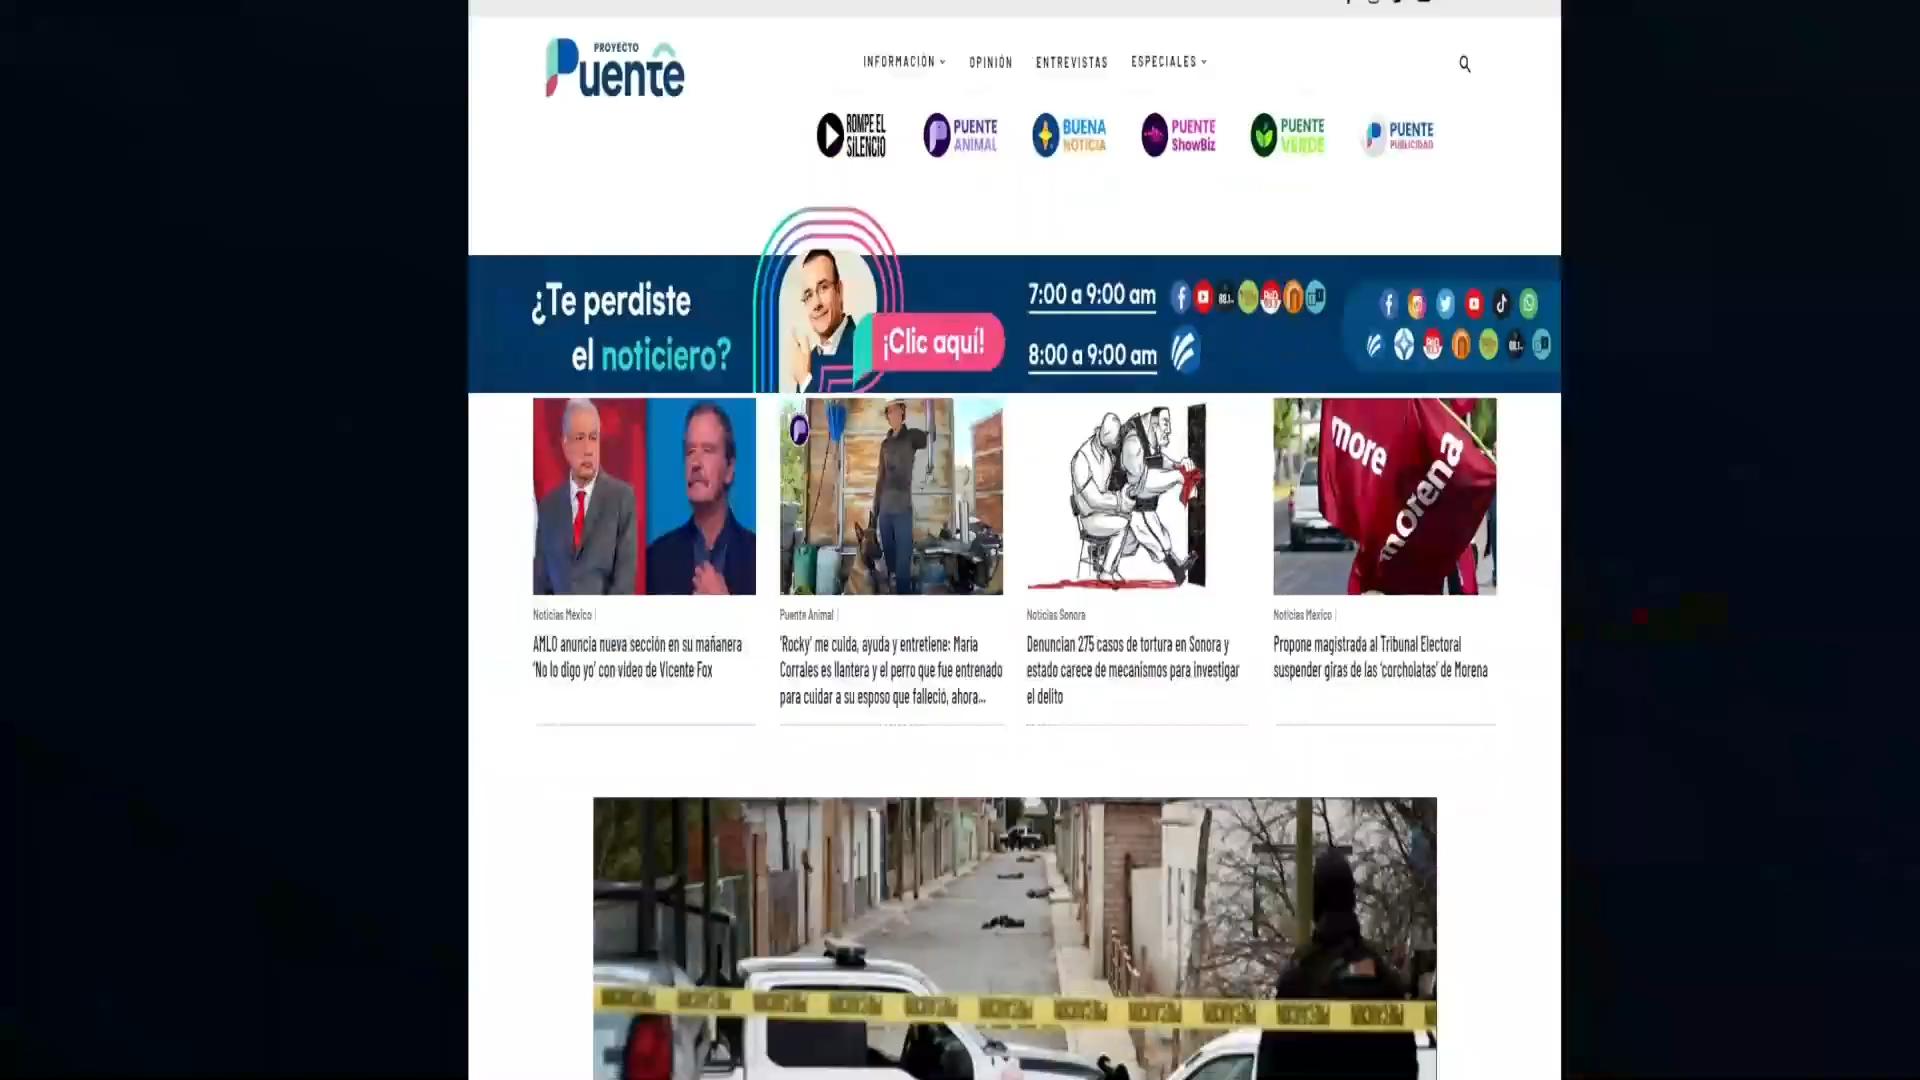 PROYECTO
Puente
INFORMACIÓN OPINIÓN ENTREVISTAS ESPECIALES
ROMPE EL
SILENCIO
PUENTE
ANIMAL
BUENA
NOTICIA
PUENTE
ShowBiz
PUENTE
VERDE
PUENTE
PUBLICIDAD
¿Te perdiste
el noticiero?
¡Clic aquí!
7:00 a 9:00 am
8:00 a 9:00 am
more
morena
Noticias México
AMLO anuncia nueva sección en su mañanera
'No lo digo yo' con video de Vicente Fox
Puente Animal
'Rocky' me cuida, ayuda y entretiene: María
Corrales es llantera y el perro que fue entrenado
para cuidar a su esposo que falleció, ahora...
Noticias Sonora
Denuncian 275 casos de tortura en Sonora y
estado carece de mecanismos para investigar
el delito
Noticias México
Propone magistrada al Tribunal Electoral
suspender giras de las 'corcholatas' de Morena